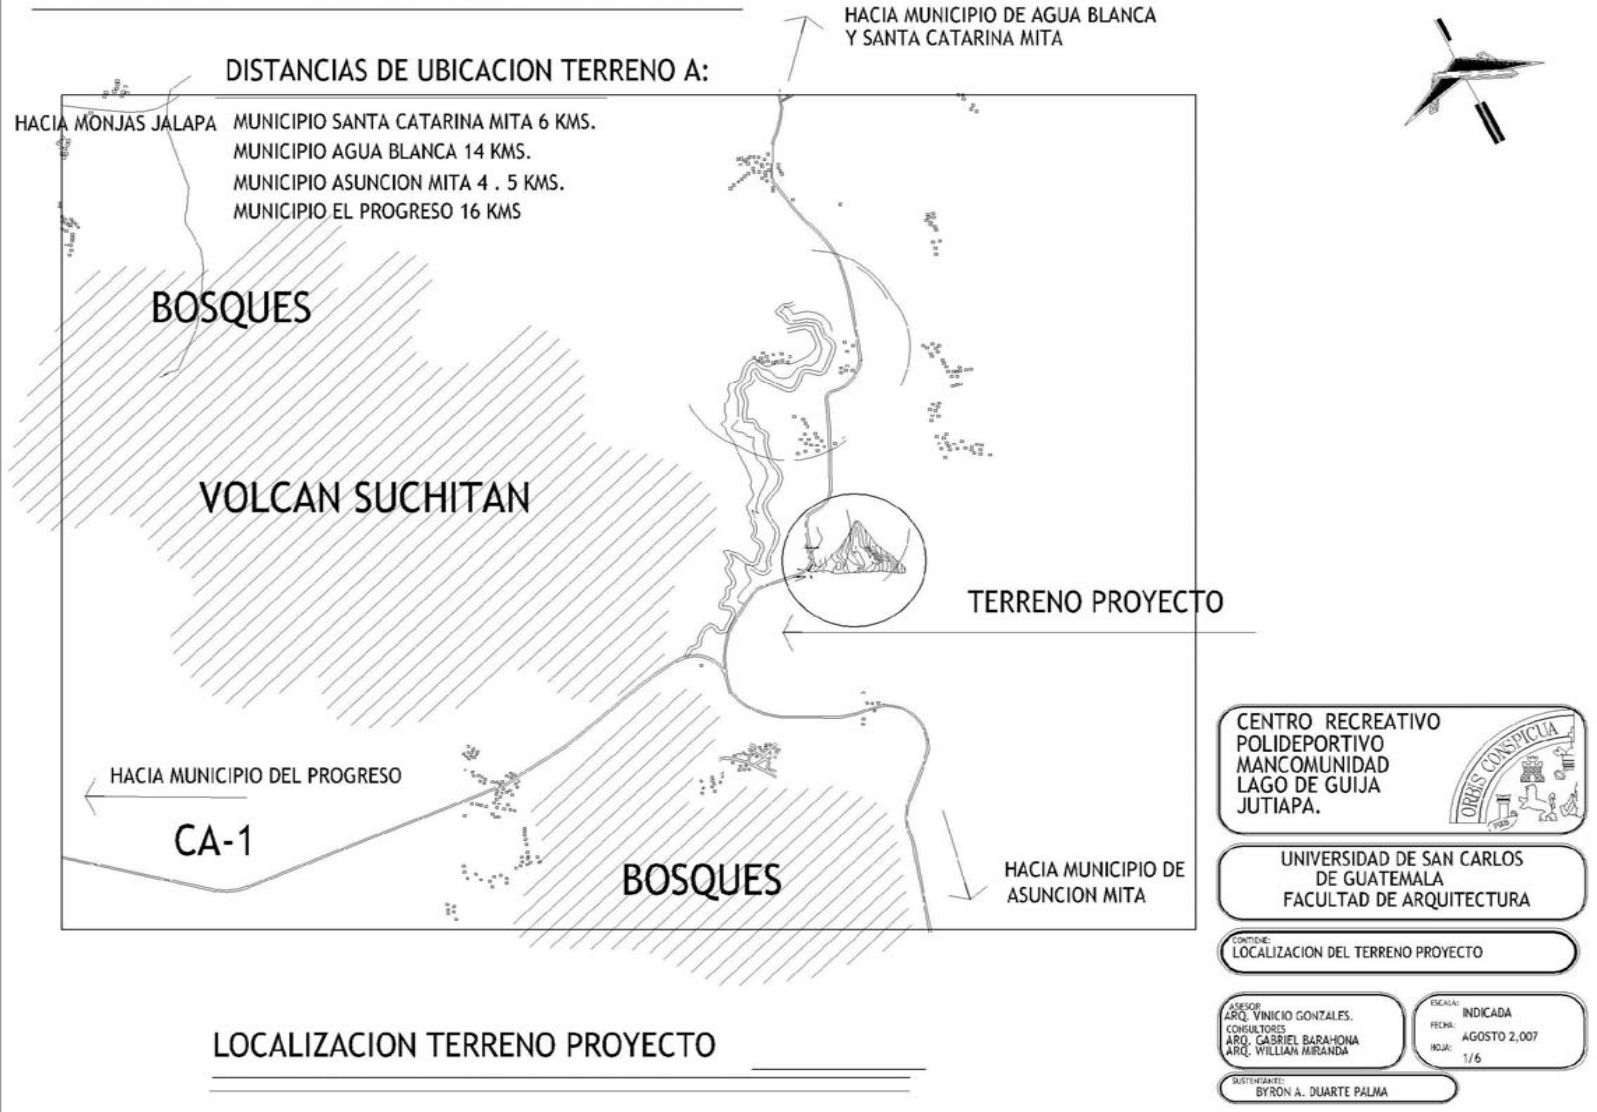 HACIA MUNICIPIO DE AGUA BLANCA
Y SANTA CATARINA MITA
DISTANCIAS DE UBICACION TERRENO A:
HACIA MONJAS JALAPA
MUNICIPIO SANTA CATARINA MITA 6 KMS.
MUNICIPIO AGUA BLANCA 14 KMS.
MUNICIPIO ASUNCION MITA 4 . 5 KMS.
MUNICIPIO EL PROGRESO 16 KMS
BOSQUES
VOLCAN SUCHITAN
TERRENO PROYECTO
HACIA MUNICIPIO DEL PROGRESO
CA-1
BOSQUES
HACIA MUNICIPIO DE
ASUNCION MITA
LOCALIZACION TERRENO PROYECTO
CENTRO RECREATIVO
POLIDEPORTIVO
MANCOMUNIDAD
LAGO DE GUIJA
JUTIAPA.
ORBIS CONSPICUA
UNIVERSIDAD DE SAN CARLOS
DE GUATEMALA
FACULTAD DE ARQUITECTURA
CONTIENE:
LOCALIZACION DEL TERRENO PROYECTO
ASESOR
ARQ. VINICIO GONZALES.
CONSULTORES
ARQ. GABRIEL BARAHONA
ARQ. WILLIAM MIRANDA
ESCALA: INDICADA
FECHA: AGOSTO 2,007
HOJA: 1/6
SUSTENTANTE:
BYRON A. DUARTE PALMA